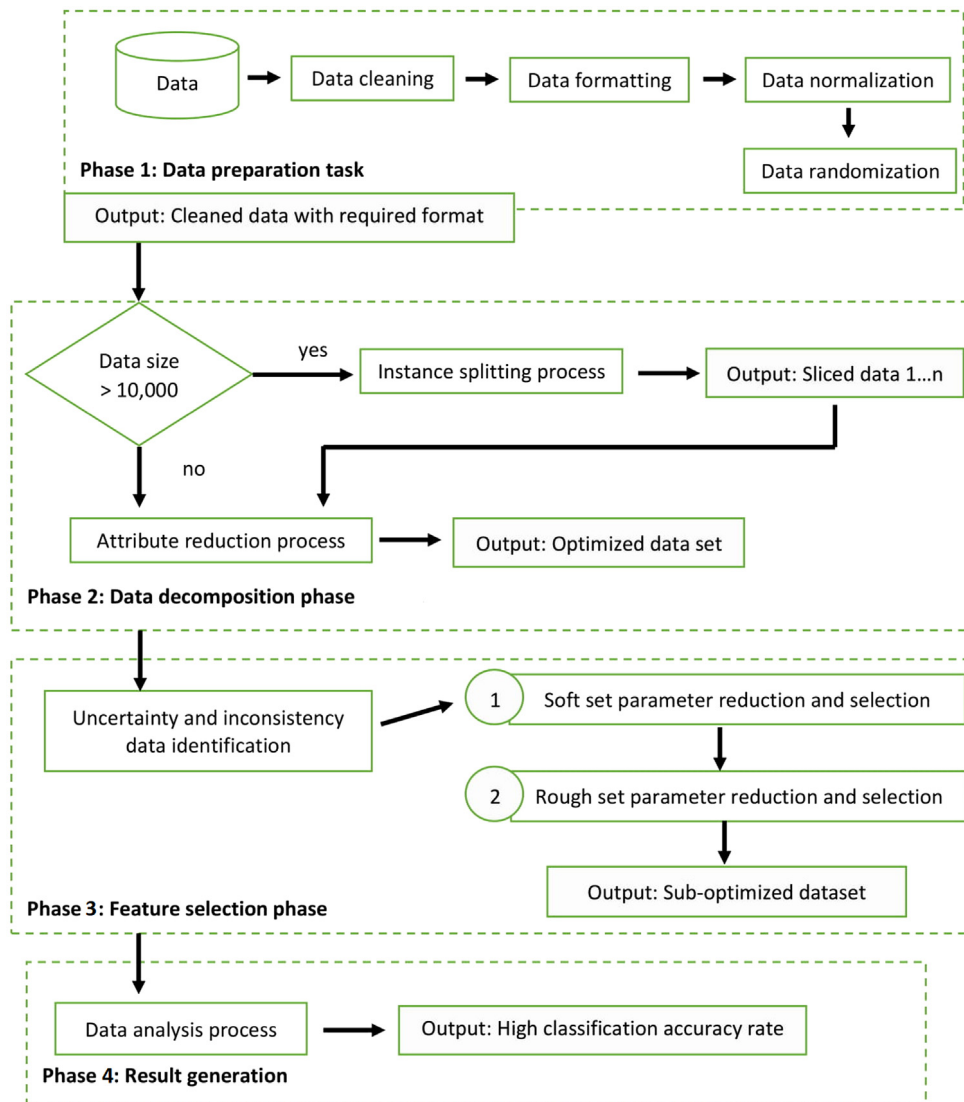 Data
Data cleaning
Data formatting
Data normalization
Data randomization
Phase 1: Data preparation task
Output: Cleaned data with required format
Data size
> 10,000
yes
Instance splitting process
Output: Sliced data 1...n
no
Attribute reduction process
Output: Optimized data set
Phase 2: Data decomposition phase
Uncertainty and inconsistency
data identification
1
Soft set parameter reduction and selection
2
Rough set parameter reduction and selection
Output: Sub-optimized dataset
Phase 3: Feature selection phase
Data analysis process
Output: High classification accuracy rate
Phase 4: Result generation